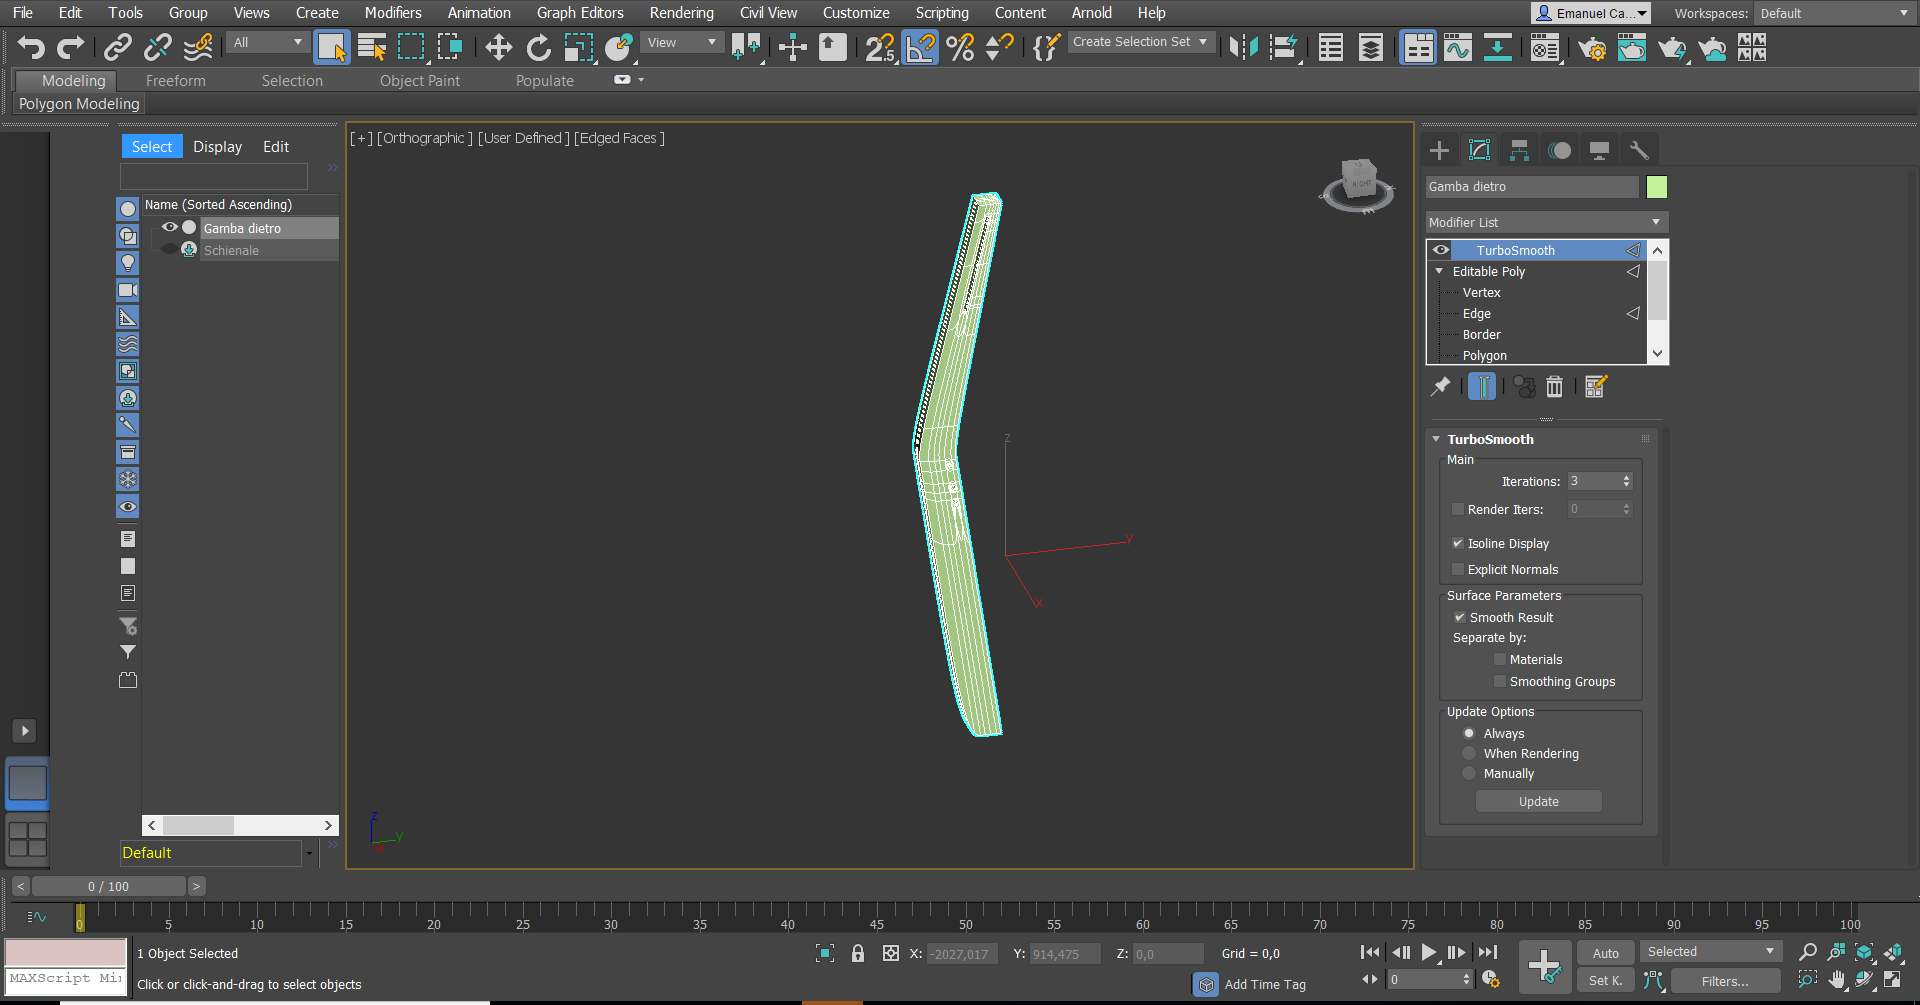 File Edit Tools Group Views Create Modifiers Animation Graph Editors Rendering Civil View Customize Scripting Content Arnold Help Emanuel Ca... Workspaces: Default
All View 2.5 Create Selection Set
Modeling Freeform Selection Object Paint Populate
Polygon Modeling
[+] [Orthographic ] [User Defined ] [Edged Faces ]
Select Display Edit
Name (Sorted Ascending)
Gamba dietro
Schienale
RIGHT
Z
Y
X
z
y
Gamba dietro
Modifier List
TurboSmooth
Editable Poly
Vertex
Edge
Border
Polygon
TurboSmooth
Main
Iterations: 3
Render Iters: 0
Isoline Display
Explicit Normals
Surface Parameters
Smooth Result
Separate by:
Materials
Smoothing Groups
Update Options
Always
When Rendering
Manually
Update
Default
< 0 / 100 >
0 5 10 15 20 25 30 35 40 45 50 55 60 65 70 75 80 85 90 95 100
1 Object Selected X: -2027,017 Y: 914,475 Z: 0,0 Grid = 0,0 Auto Selected
MAXScript Mi
Click or click-and-drag to select objects Add Time Tag 0 Set K. Filters...